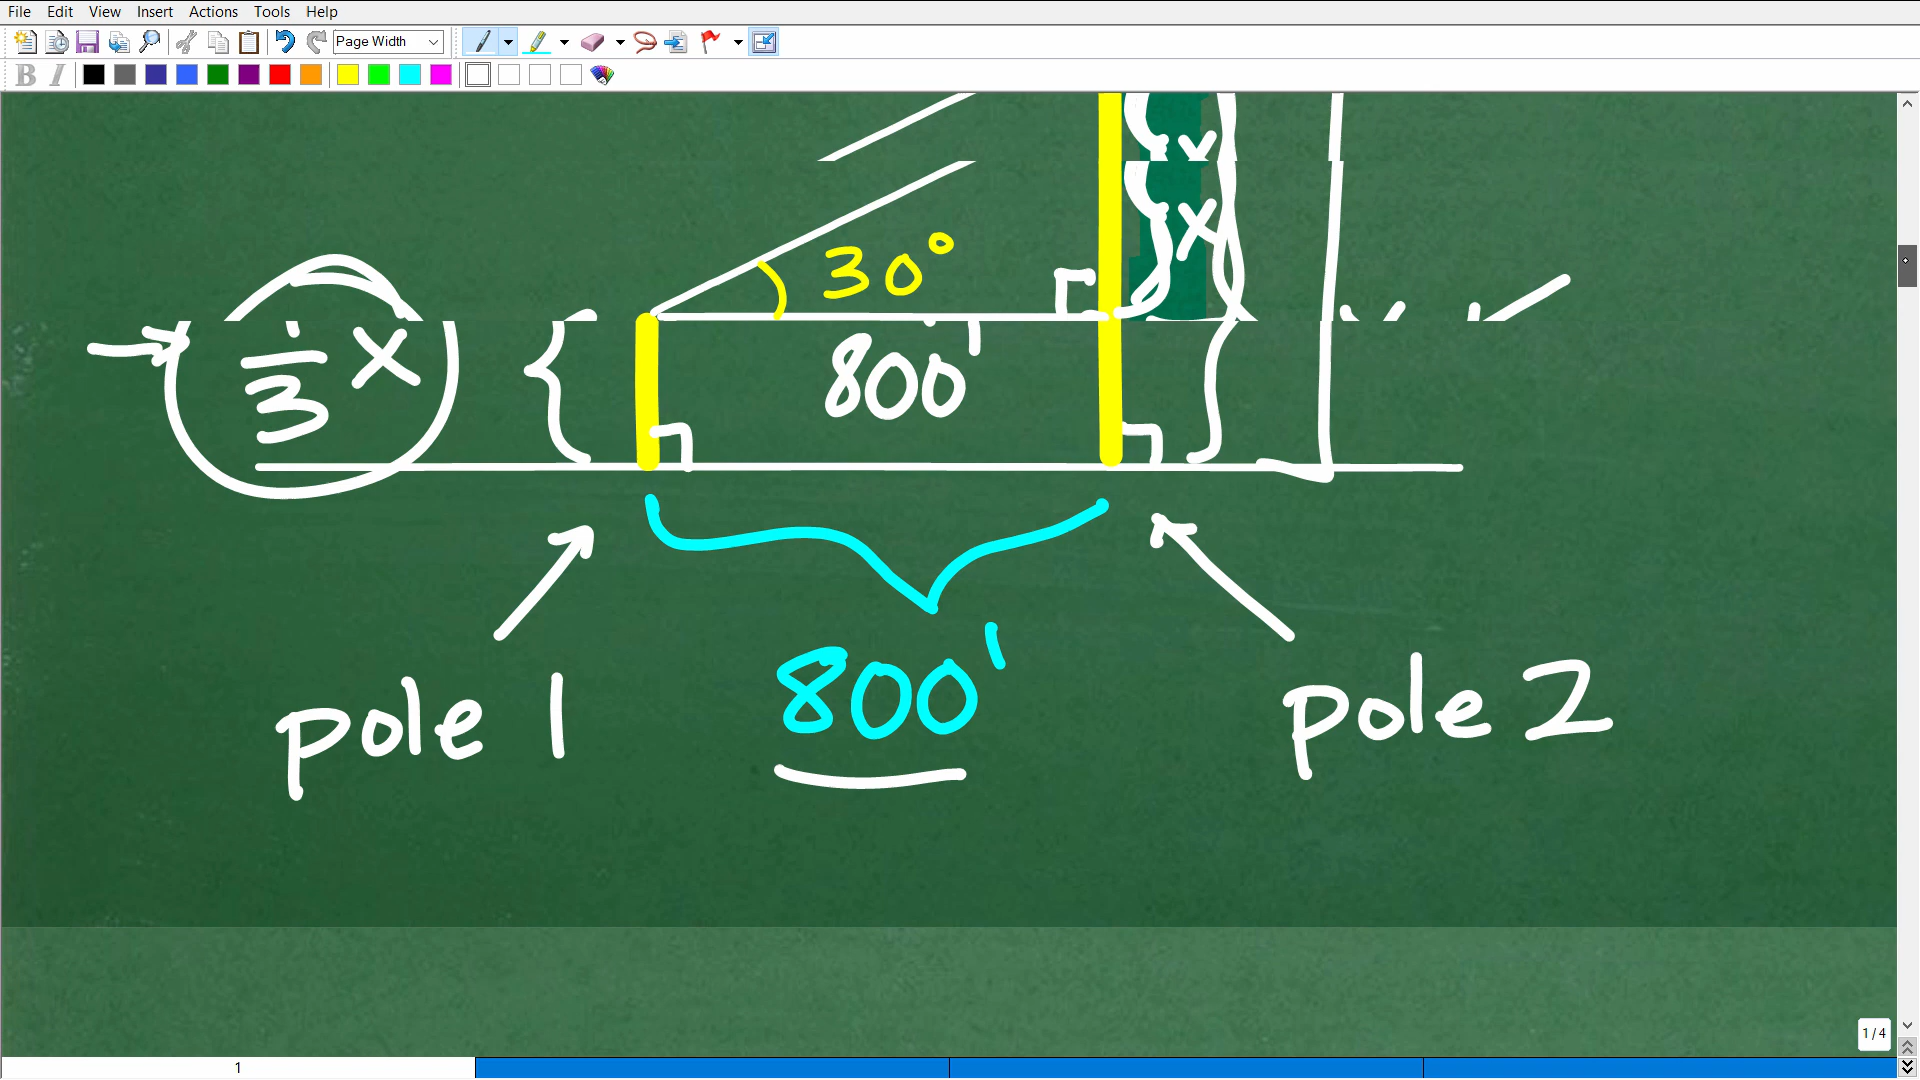 File Edit View Insert Actions Tools Help
Page Width
B I
x
x
30°
1/3 x
800'
800'
pole 1
pole 2
1 / 4
1